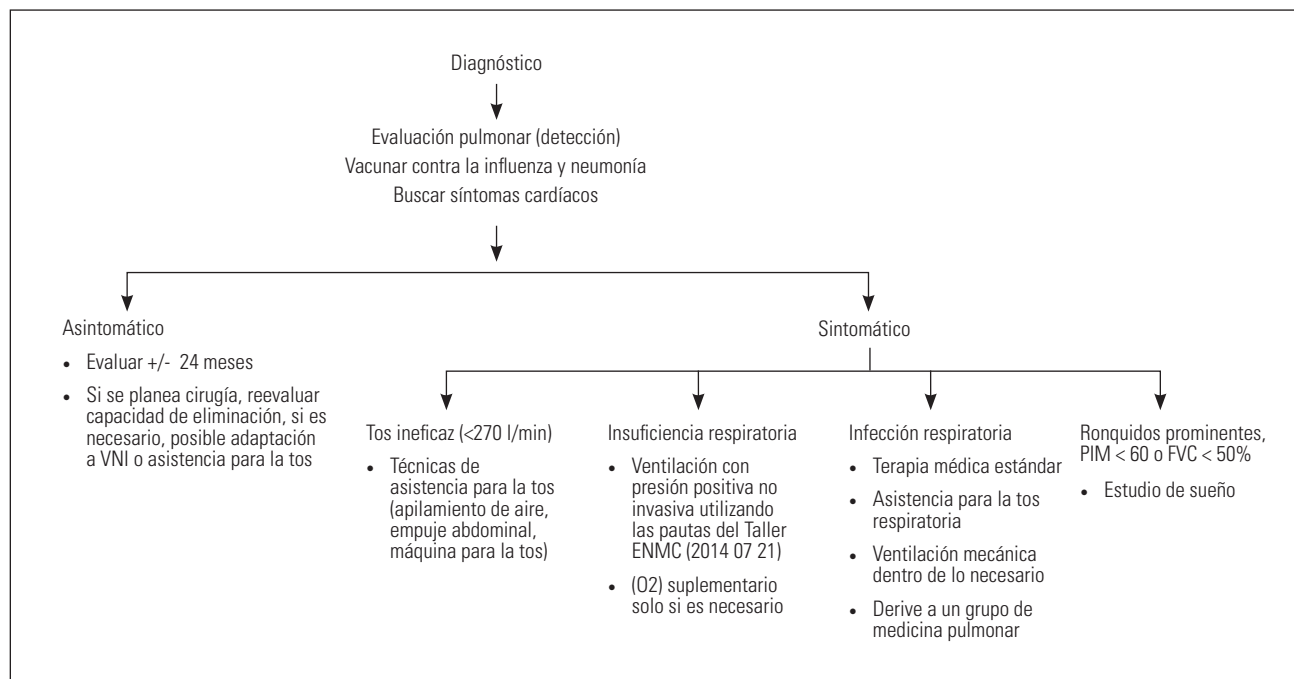 Diagnóstico
Evaluación pulmonar (detección)
Vacunar contra la influenza y neumonía
Buscar síntomas cardíacos
Asintomático
• Evaluar +/- 24 meses
• Si se planea cirugía, reevaluar
capacidad de eliminación, si es
necesario, posible adaptación
a VNI o asistencia para la tos
Sintomático
Tos ineficaz (<270 l/min)
• Técnicas de
asistencia para la tos
(apilamiento de aire,
empuje abdominal,
máquina para la tos)
Insuficiencia respiratoria
• Ventilación con
presión positiva no
invasiva utilizando
las pautas del Taller
ENMC (2014 07 21)
• (O2) suplementario
solo si es necesario
Infección respiratoria
• Terapia médica estándar
• Asistencia para la tos
respiratoria
• Ventilación mecánica
dentro de lo necesario
• Derive a un grupo de
medicina pulmonar
Ronquidos prominentes,
PIM < 60 o FVC < 50%
• Estudio de sueño